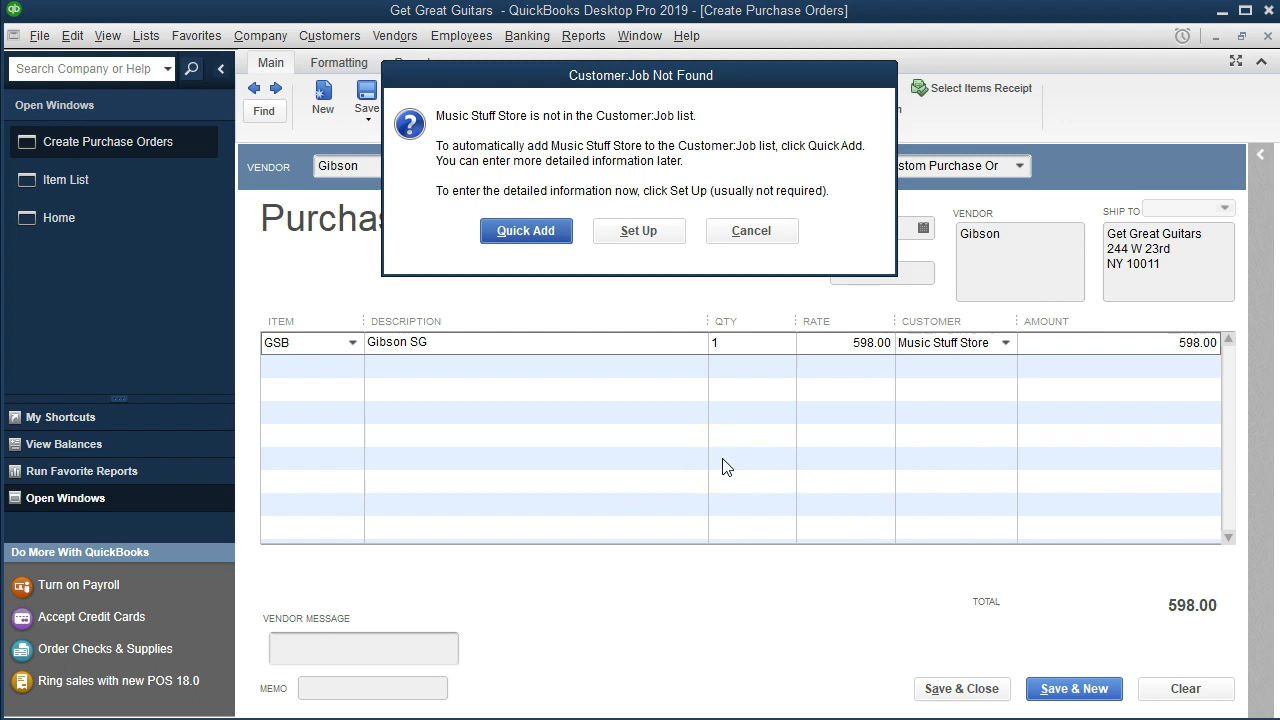 Get Great Guitars - QuickBooks Desktop Pro 2019 - [Create Purchase Orders]
File Edit View Lists Favorites Company Customers Vendors Employees Banking Reports Window Help
Search Company or Help
Open Windows
Create Purchase Orders
Item List
Home
My Shortcuts
View Balances
Run Favorite Reports
Open Windows
Do More With QuickBooks
Turn on Payroll
Accept Credit Cards
Order Checks & Supplies
Ring sales with new POS 18.0
Main Formatting
Find New Save
Select Items Receipt
Customer:Job Not Found
Music Stuff Store is not in the Customer:Job list.
To automatically add Music Stuff Store to the Customer:Job list, click Quick Add.
You can enter more detailed information later.
To enter the detailed information now, click Set Up (usually not required).
Quick Add Set Up Cancel
VENDOR Gibson
stom Purchase Or
Purchas
VENDOR
Gibson
SHIP TO
Get Great Guitars
244 W 23rd
NY 10011
ITEM DESCRIPTION QTY RATE CUSTOMER AMOUNT
GSB Gibson SG 1 598.00 Music Stuff Store 598.00
TOTAL 598.00
VENDOR MESSAGE
MEMO
Save & Close Save & New Clear